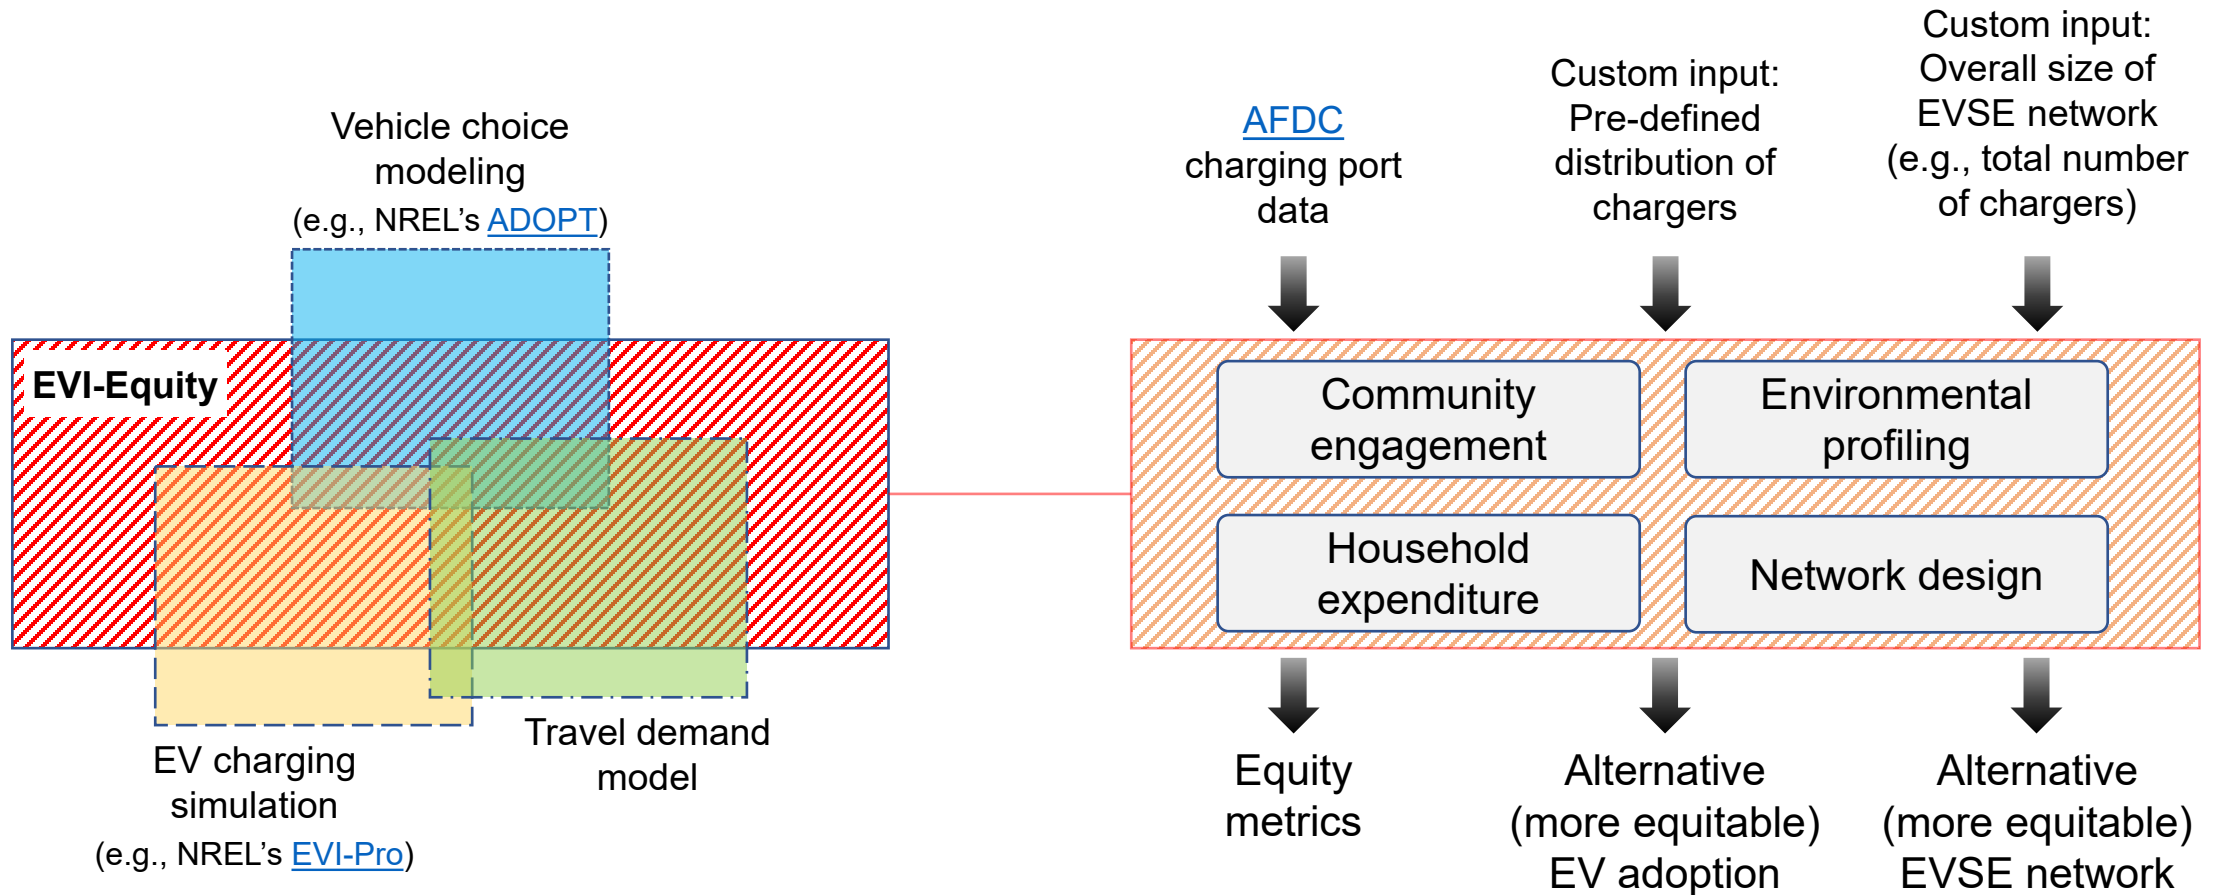 Vehicle choice
modeling
(e.g., NREL’s ADOPT)
EVI-Equity
EV charging
simulation
(e.g., NREL’s EVI-Pro)
Travel demand
model
AFDC
charging port
data
Custom input:
Pre-defined
distribution of
chargers
Custom input:
Overall size of
EVSE network
(e.g., total number
of chargers)
Community
engagement
Environmental
profiling
Household
expenditure
Network design
Equity
metrics
Alternative
(more equitable)
EV adoption
Alternative
(more equitable)
EVSE network